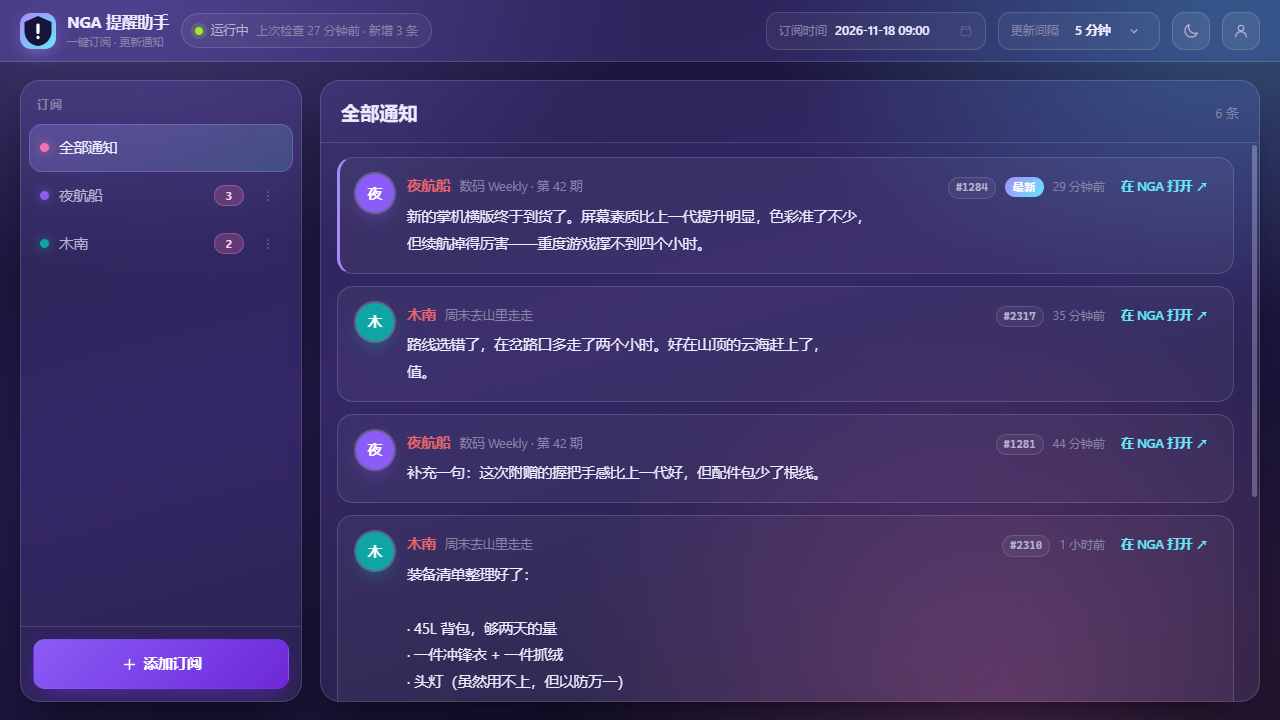 NGA 提醒助手
一键订阅 · 更新通知
运行中 上次检查 27 分钟前 · 新增 3 条
订阅时间 2026-11-18 09:00
更新间隔 5 分钟
订阅
全部通知
夜航船 3
木南 2
+ 添加订阅
全部通知
6 条
夜
夜航船 数码 Weekly · 第 42 期
#1284 最新 29 分钟前 在 NGA 打开 ↗
新的掌机横版终于到货了。屏幕素质比上一代提升明显，色彩准了不少，
但续航掉得厉害——重度游戏撑不到四个小时。
木
木南 周末去山里走走
#2317 35 分钟前 在 NGA 打开 ↗
路线选错了，在岔路口多走了两个小时。好在山顶的云海赶上了，
值。
夜
夜航船 数码 Weekly · 第 42 期
#1281 44 分钟前 在 NGA 打开 ↗
补充一句：这次附赠的握把手感比上一代好，但配件包少了根线。
木
木南 周末去山里走走
#2310 1 小时前 在 NGA 打开 ↗
装备清单整理好了：
· 45L 背包，够两天的量
· 一件冲锋衣 + 一件抓绒
· 头灯（虽然用不上，但以防万一）